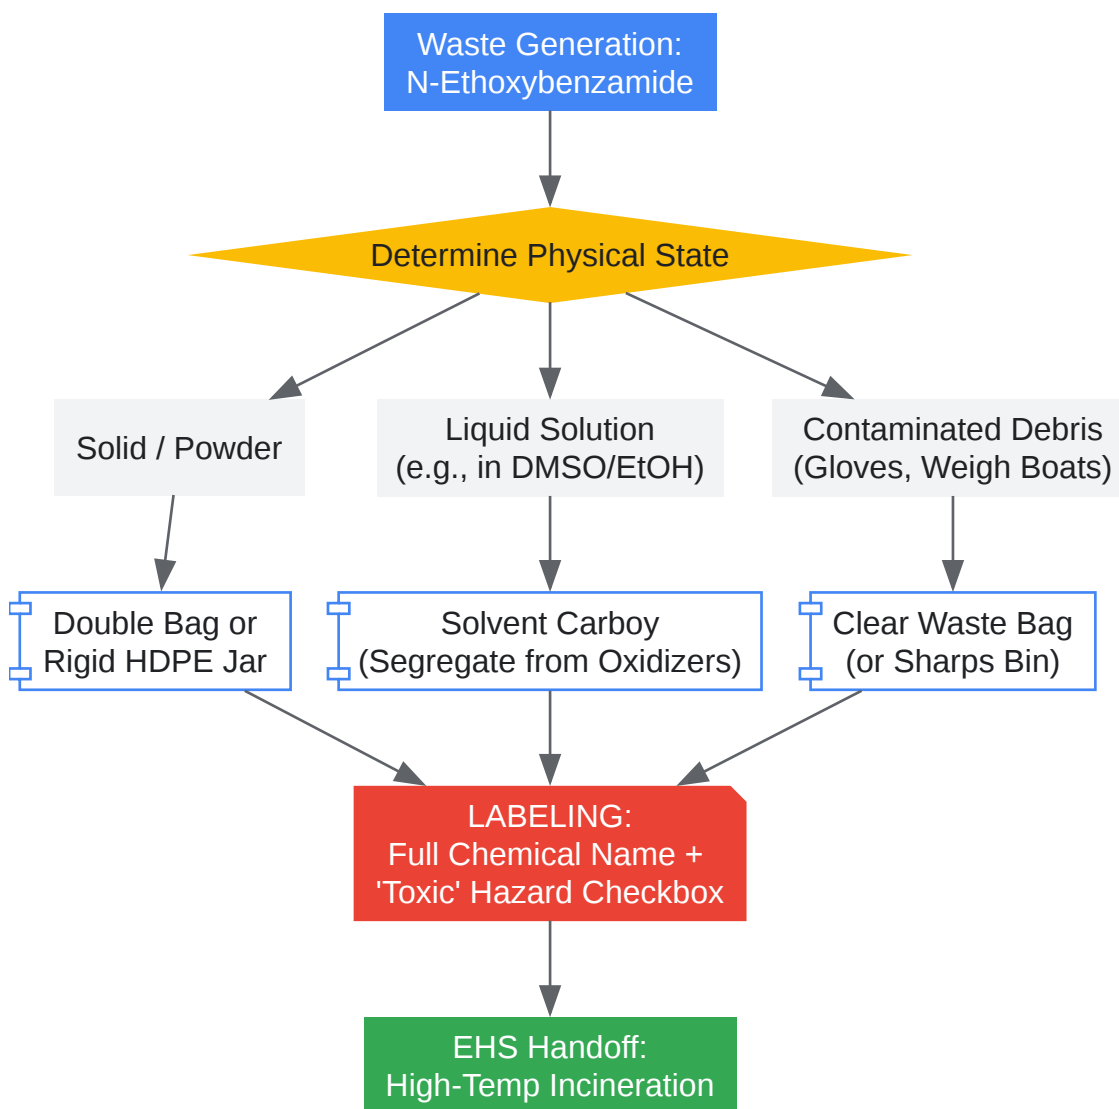 Waste Generation:
N-Ethoxybenzamide
Determine Physical State
Solid / Powder
Liquid Solution
(e.g., in DMSO/EtOH)
Contaminated Debris
(Gloves, Weigh Boats)
Double Bag or
Rigid HDPE Jar
Solvent Carboy
(Segregate from Oxidizers)
Clear Waste Bag
(or Sharps Bin)
LABELING:
Full Chemical Name +
'Toxic' Hazard Checkbox
EHS Handoff:
High-Temp Incineration